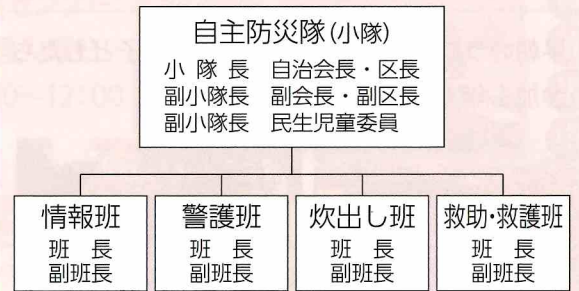 自主防災隊(小隊)
小隊長 自治会長・区長
副小隊長 副会長・副区長
副小隊長 民生児童委員
情報班
班 長
副班長
警護班
班 長
副班長
炊出し班
班 長
副班長
救助・救護班
班 長
副班長